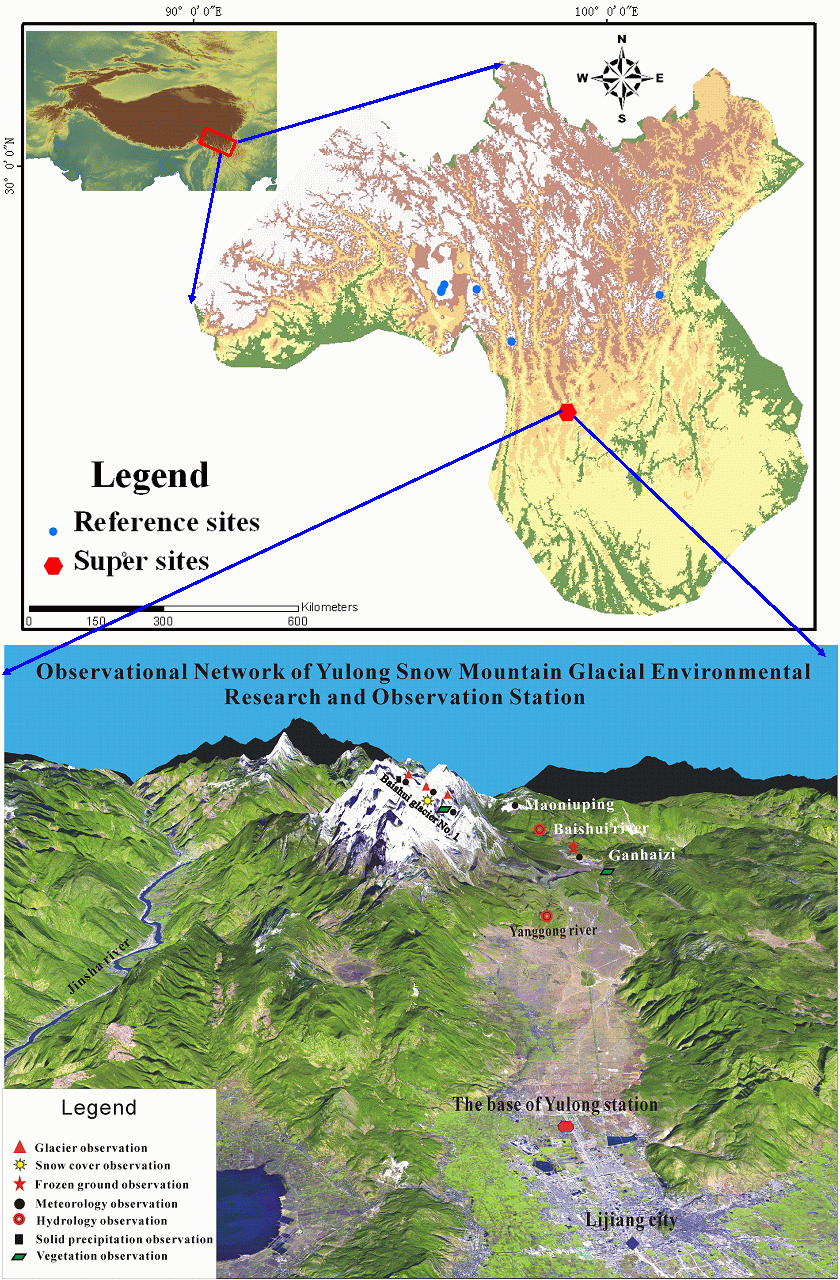 90° 0′0″E
100° 0′0″E
30° 0′0″N
N
W
E
S
Legend
Reference sites
Super sites
Kilometers
0
150
300
600
Observational Network of Yulong Snow Mountain Glacial Environmental
Research and Observation Station
Baishui glacier No. 1
Maoniuping
Baishui river
Ganhaizi
Yanggong river
Jinsha river
The base of Yulong station
Lijiang city
Legend
Glacier observation
Snow cover observation
Frozen ground observation
Meteorology observation
Hydrology observation
Solid precipitation observation
Vegetation observation